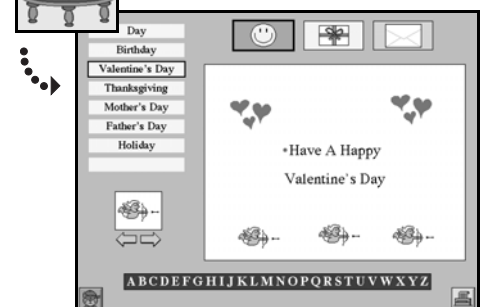 Day
Birthday
Valentine's Day
Thanksgiving
Mother's Day
Father's Day
Holiday
Have A Happy
Valentine's Day
ABCDEFGHIJKLMNOPQRSTUVWXYZ